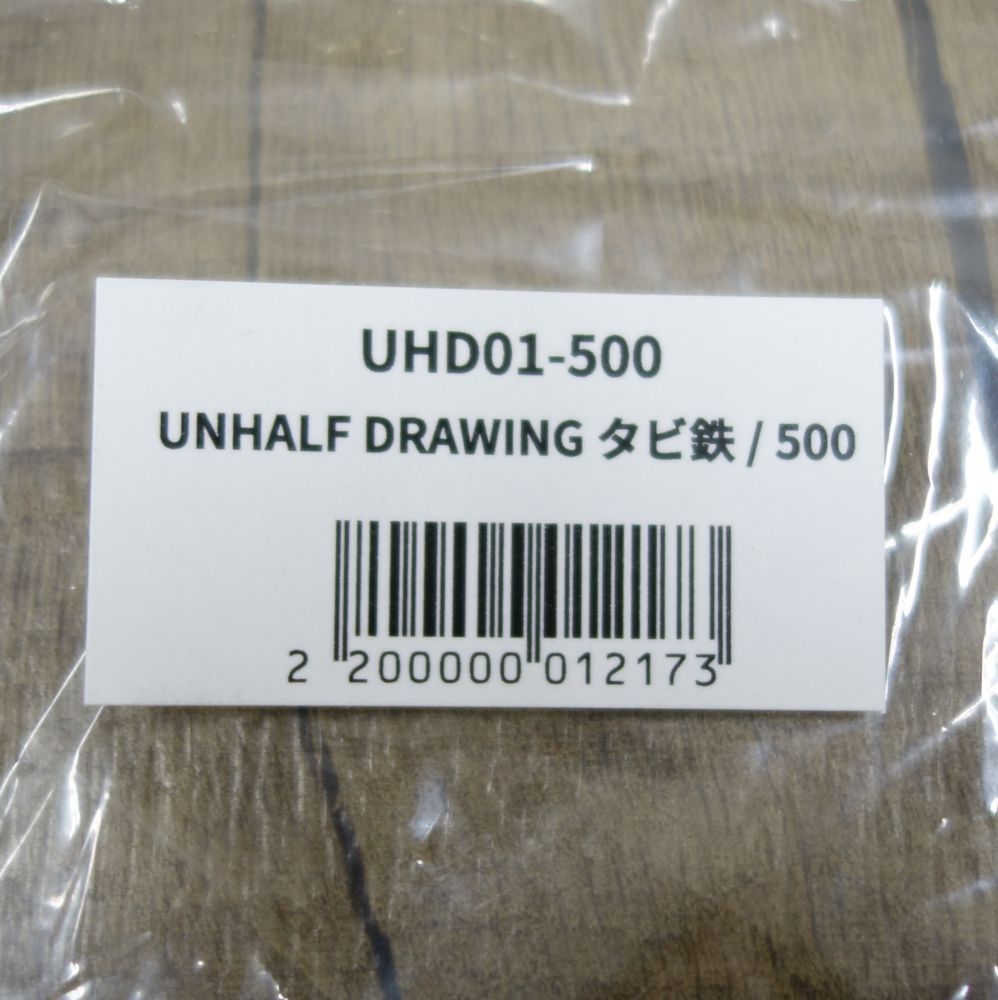 UHD01-500
UNHALF DRAWING タビ鉄 / 500
2 200000 012173